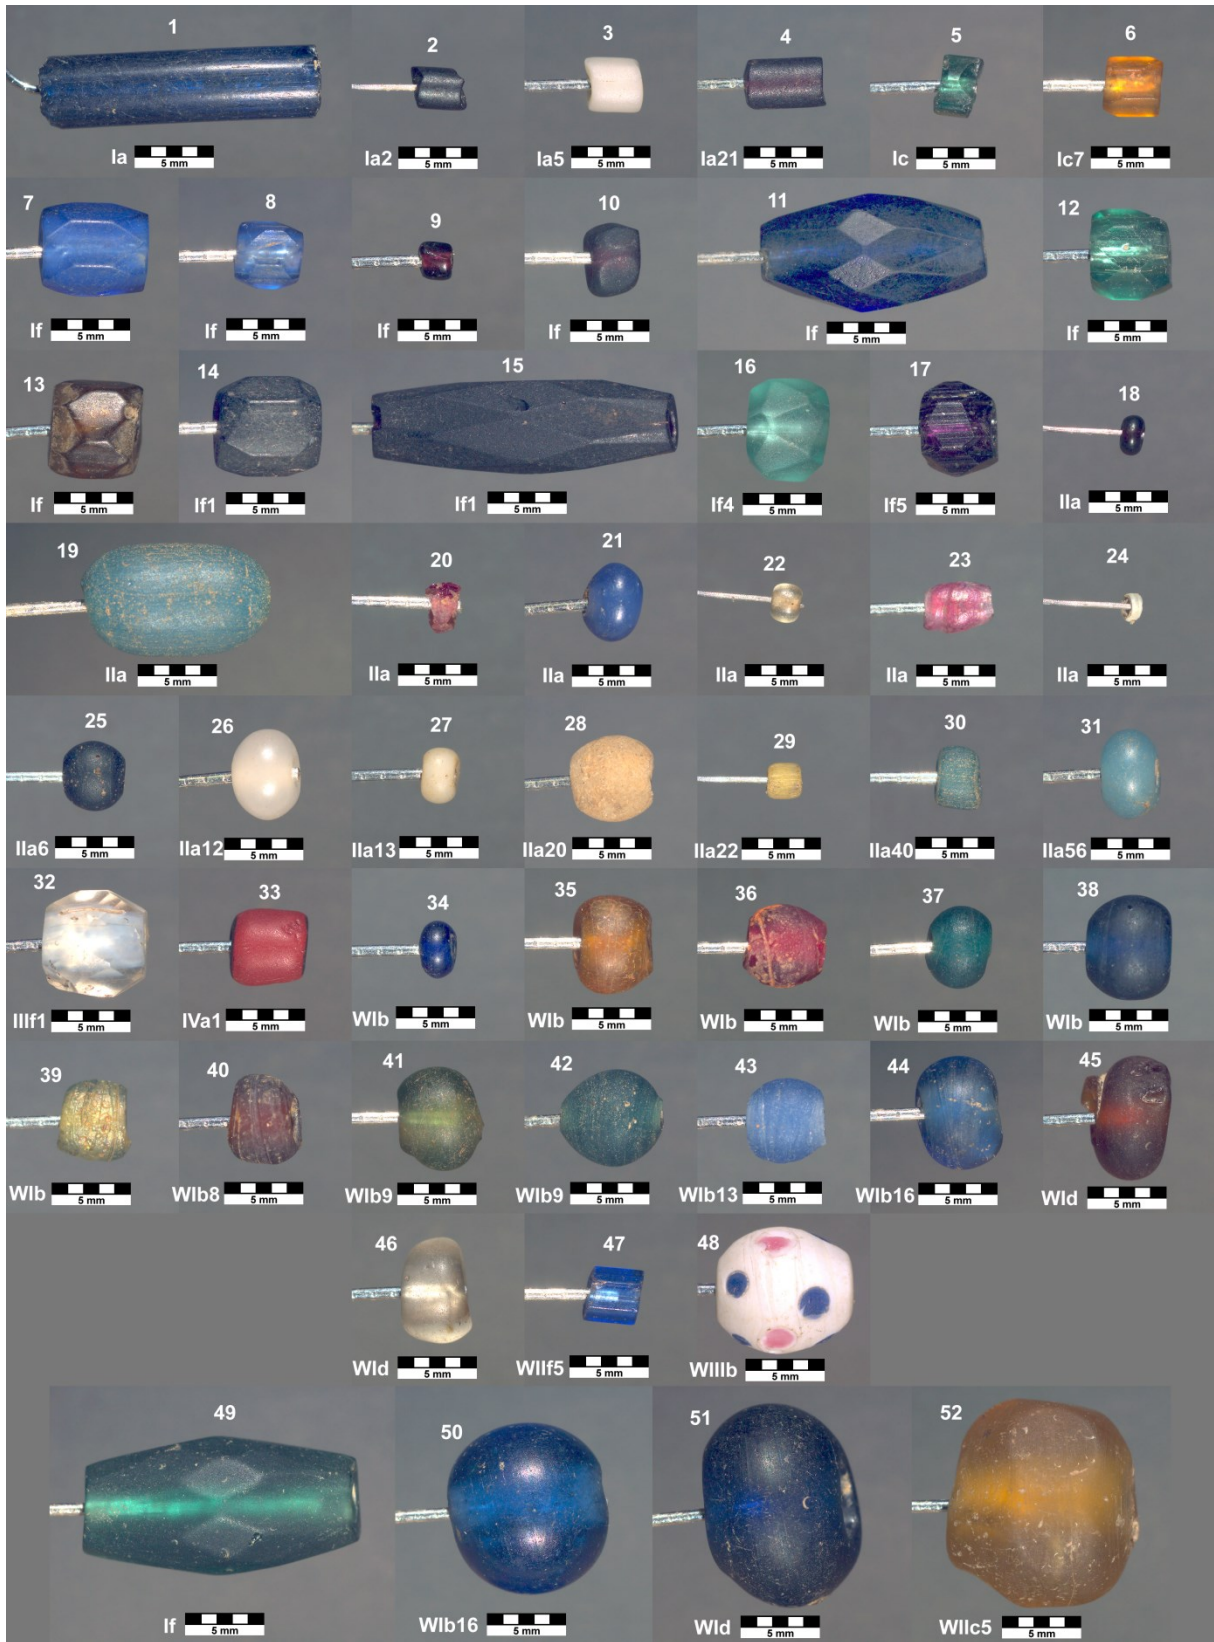 1 2 3 4 5 6
Ia 5 mm Ia2 5 mm Ia5 5 mm Ia21 5 mm Ic 5 mm Ic7 5 mm
7 8 9 10 11 12
If 5 mm If 5 mm If 5 mm If 5 mm If 5 mm If 5 mm
13 14 15 16 17 18
If 5 mm If1 5 mm If1 5 mm If4 5 mm If5 5 mm IIa 5 mm
19 20 21 22 23 24
IIa 5 mm IIa 5 mm IIa 5 mm IIa 5 mm IIa 5 mm IIa 5 mm
25 26 27 28 29 30 31
IIa6 5 mm IIa12 5 mm IIa13 5 mm IIa20 5 mm IIa22 5 mm IIa40 5 mm IIa56 5 mm
32 33 34 35 36 37 38
IIIf1 5 mm IVa1 5 mm WIb 5 mm WIb 5 mm WIb 5 mm WIb 5 mm WIb 5 mm
39 40 41 42 43 44 45
WIb 5 mm WIb8 5 mm WIb9 5 mm WIb9 5 mm WIb13 5 mm WIb16 5 mm WId 5 mm
46 47 48
WId 5 mm WIIf5 5 mm WIIIb 5 mm
49 50 51 52
If 5 mm WIb16 5 mm WId 5 mm WIIc5 5 mm